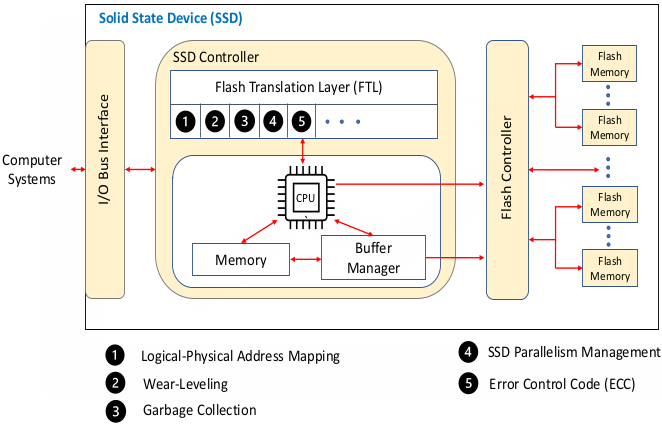 Solid State Device (SSD)
SSD Controller
Flash Translation Layer (FTL)
1 2 3 4 5
Computer
Systems
I/O Bus Interface
CPU
Memory
Buffer
Manager
Flash Controller
Flash
Memory
Flash
Memory
Flash
Memory
Flash
Memory
1 Logical-Physical Address Mapping
2 Wear-Leveling
3 Garbage Collection
4 SSD Parallelism Management
5 Error Control Code (ECC)